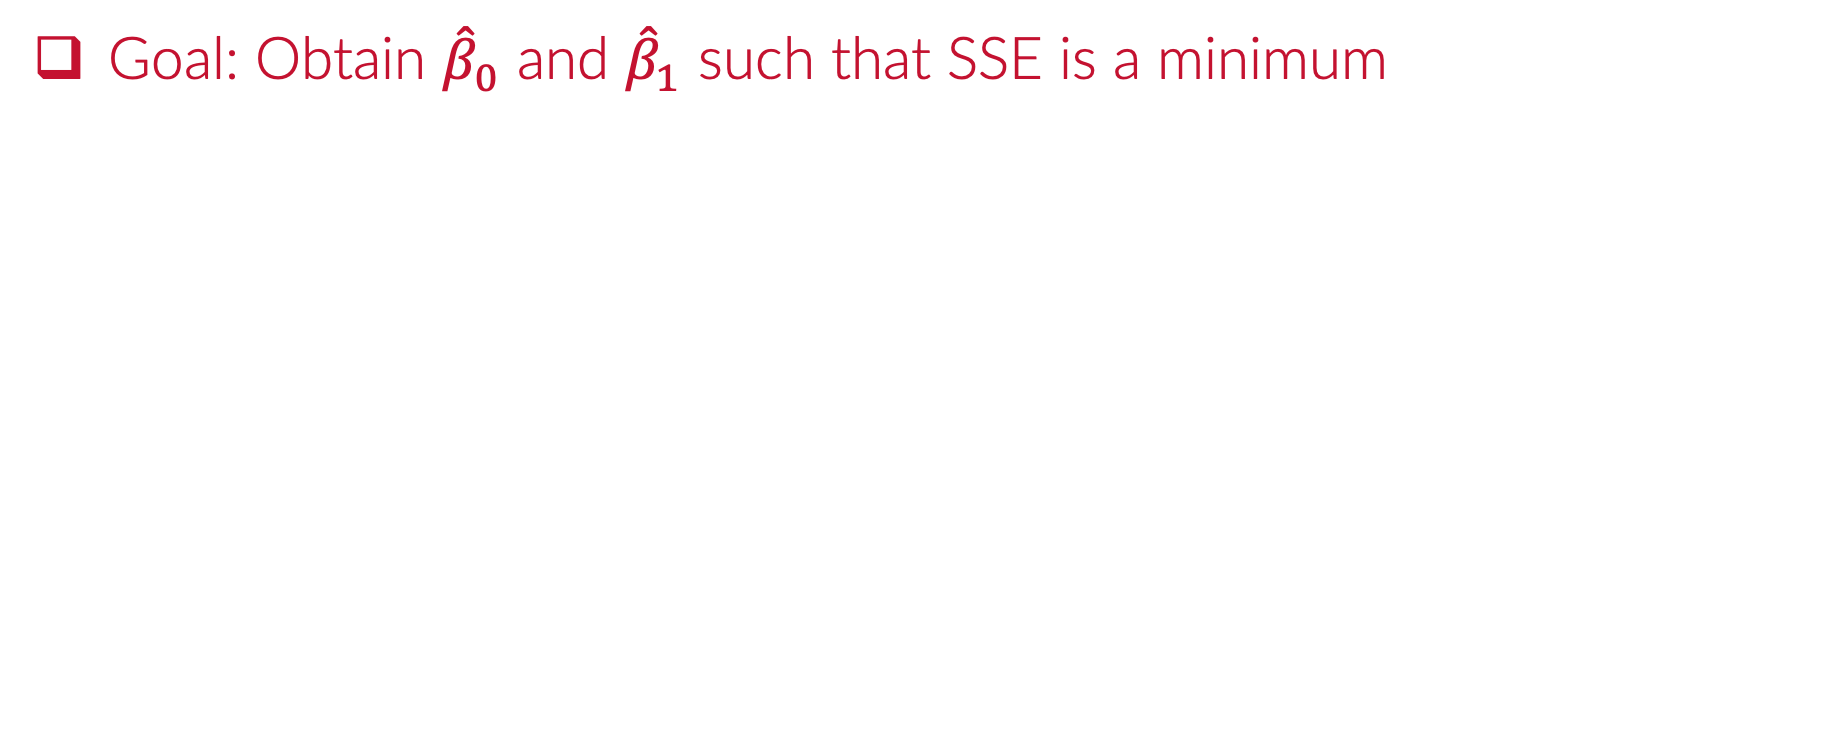 ❑ Goal: Obtain β̂₀ and β̂₁ such that SSE is a minimum